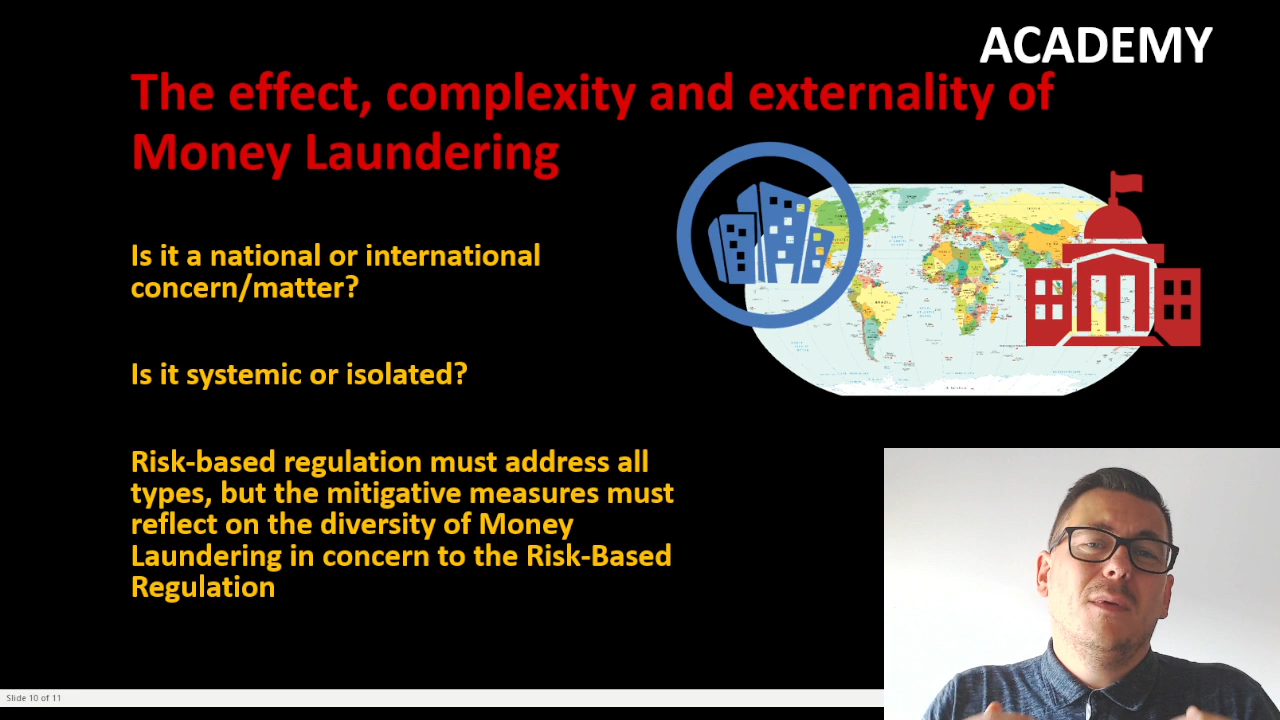 ACADEMY
The effect, complexity and externality of
Money Laundering
Is it a national or international
concern/matter?
Is it systemic or isolated?
Risk-based regulation must address all
types, but the mitigative measures must
reflect on the diversity of Money
Laundering in concern to the Risk-Based
Regulation
Slide 10 of 11